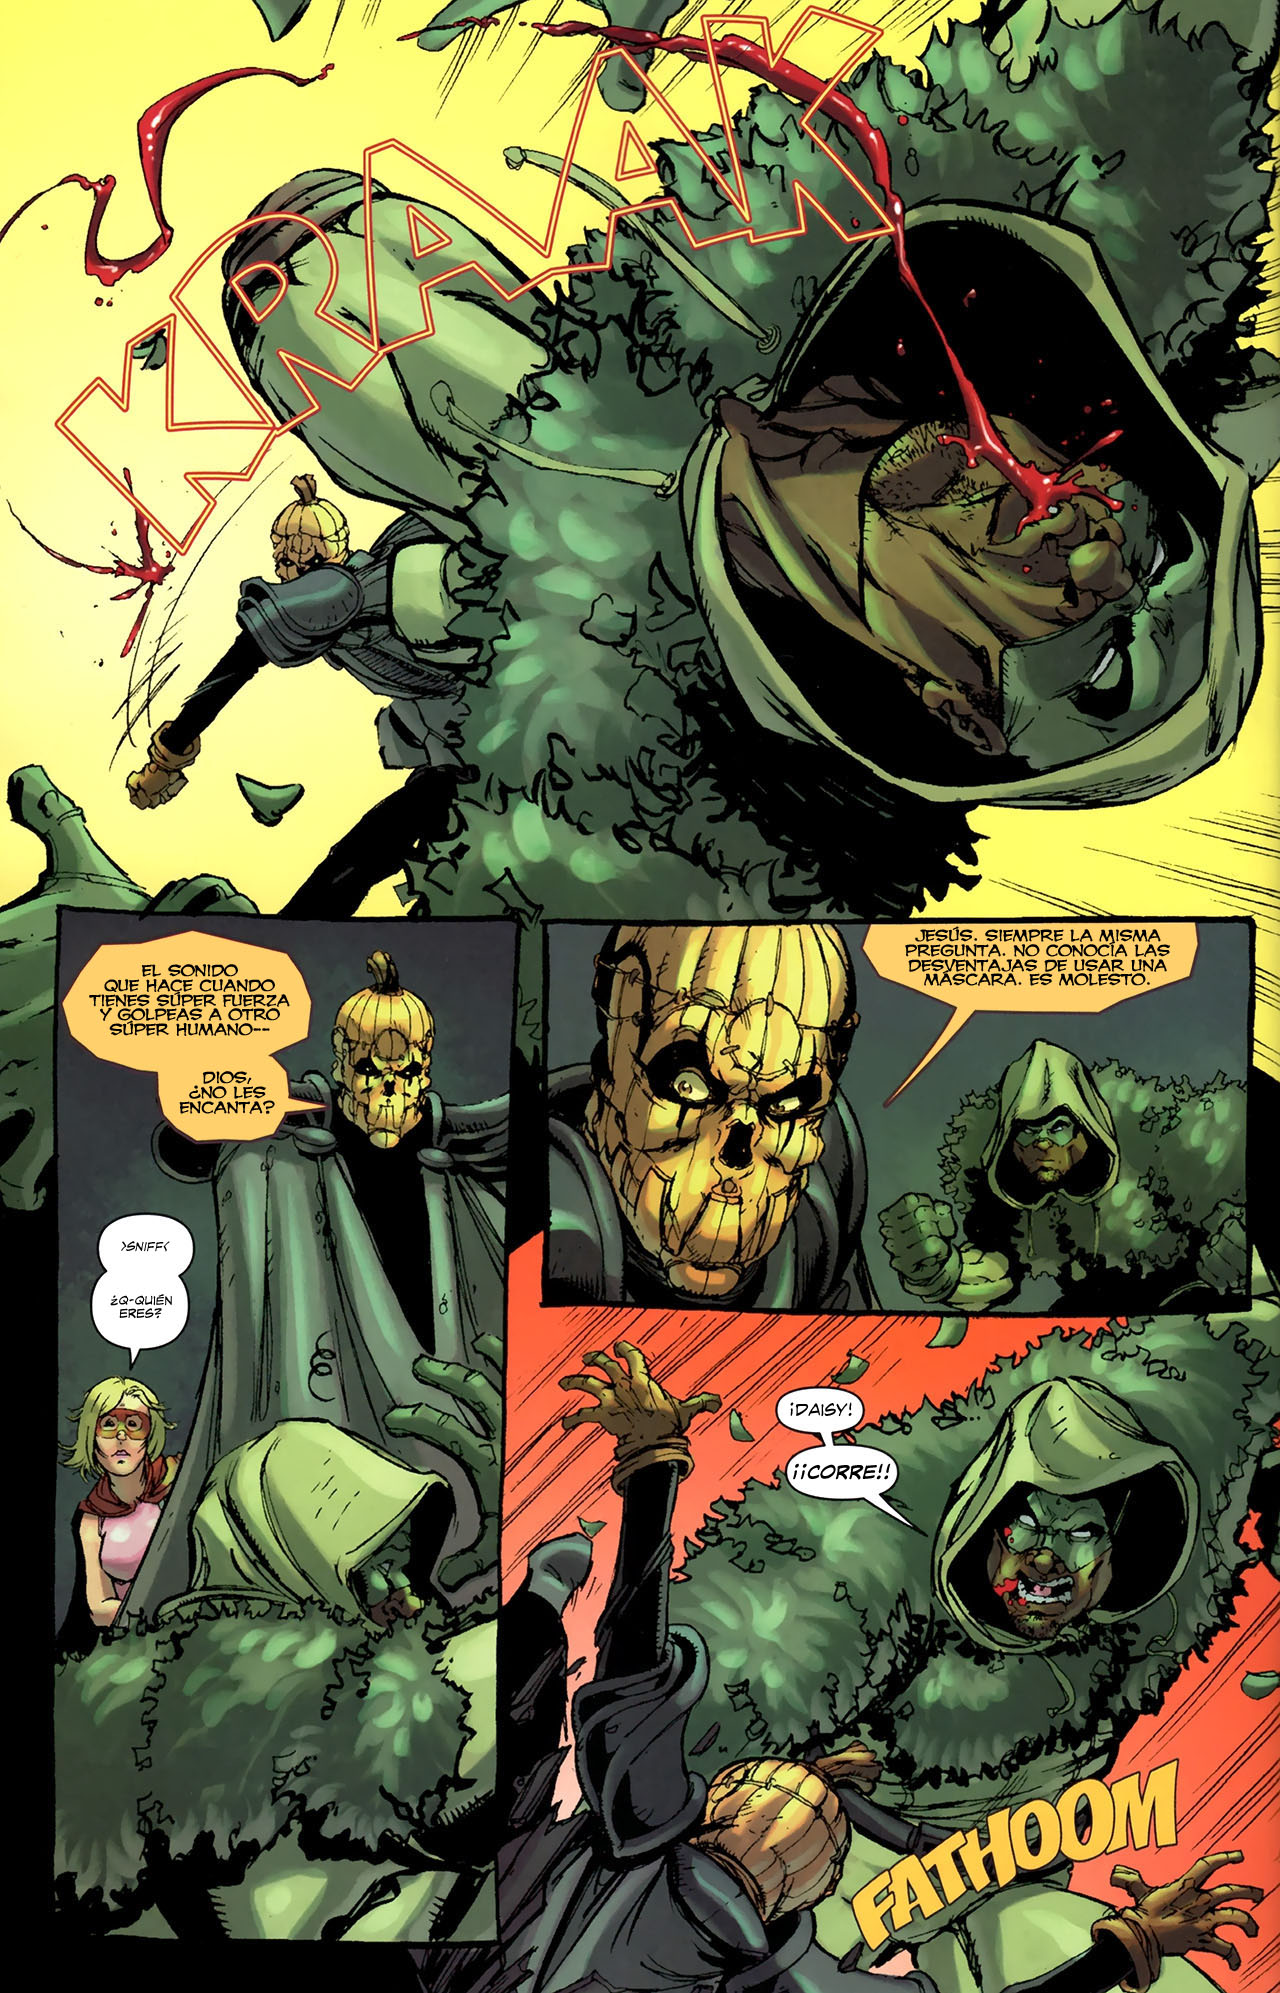 KRAAK
EL SONIDO
QUE HACE CUANDO
TIENES SÚPER FUERZA
Y GOLPEAS A OTRO
SÚPER HUMANO--
DIOS,
¿NO LES
ENCANTA?
>SNIFF<
¿Q-QUIÉN
ERES?
JESÚS. SIEMPRE LA MISMA
PREGUNTA. NO CONOCÍA LAS
DESVENTAJAS DE USAR UNA
MÁSCARA. ES MOLESTO.
¡DAISY!
¡¡CORRE!!
FATHOOM